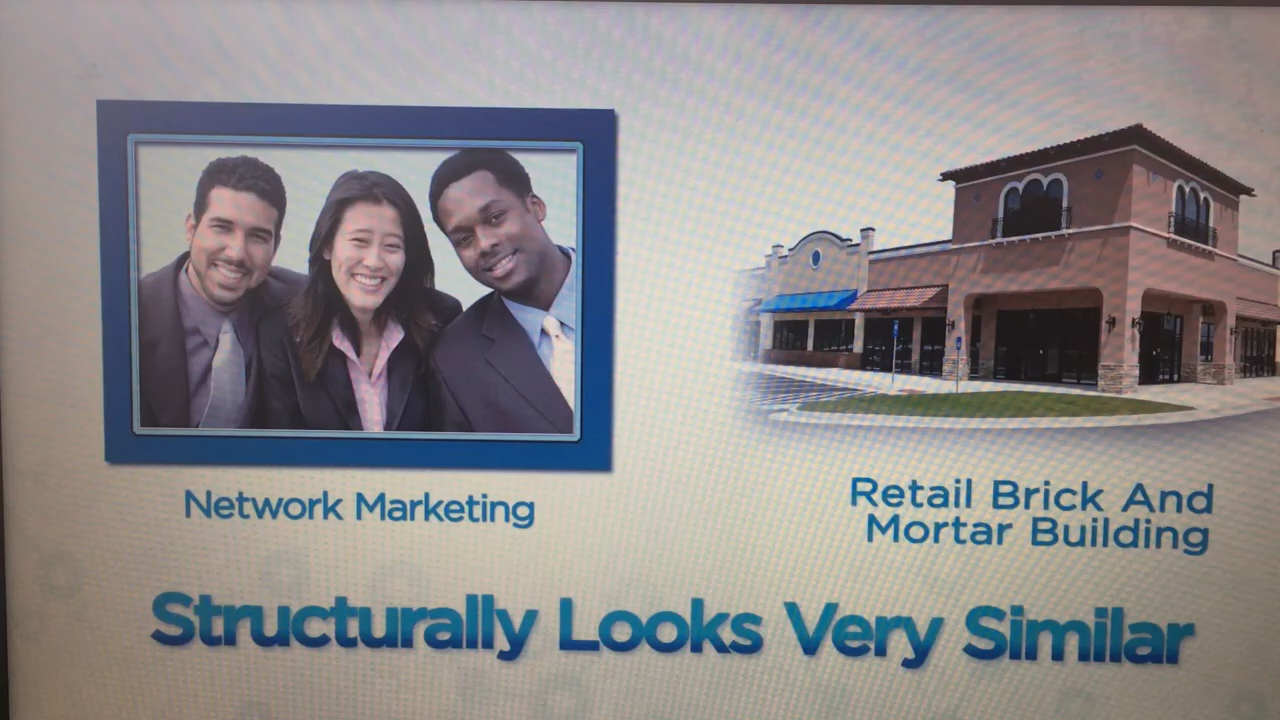 Network Marketing
Retail Brick And
Mortar Building
Structurally Looks Very Similar